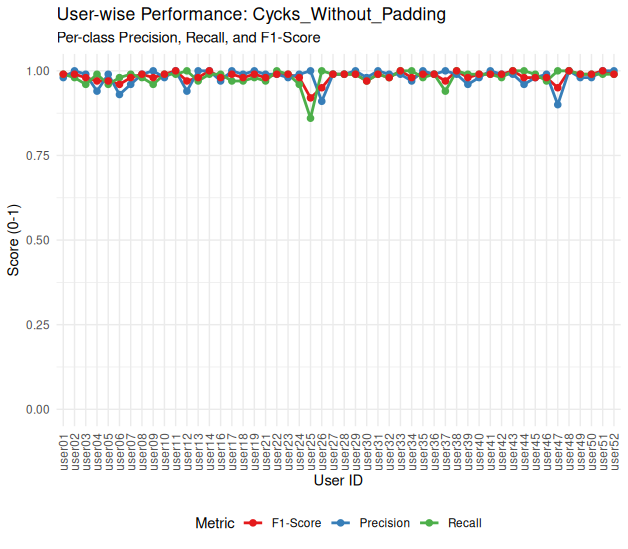 User-wise Performance: Cycks_Without_Padding
Per-class Precision, Recall, and F1-Score
Score (0-1)
1.00
0.75
0.50
0.25
0.00
user01
user02
user03
user04
user05
user06
user07
user08
user09
user10
user11
user12
user13
user14
user16
user17
user18
user19
user21
user22
user23
user24
user25
user26
user27
user28
user29
user30
user31
user32
user33
user34
user35
user36
user37
user38
user39
user40
user41
user42
user43
user44
user45
user46
user47
user48
user49
user50
user51
user52
User ID
Metric F1-Score Precision Recall